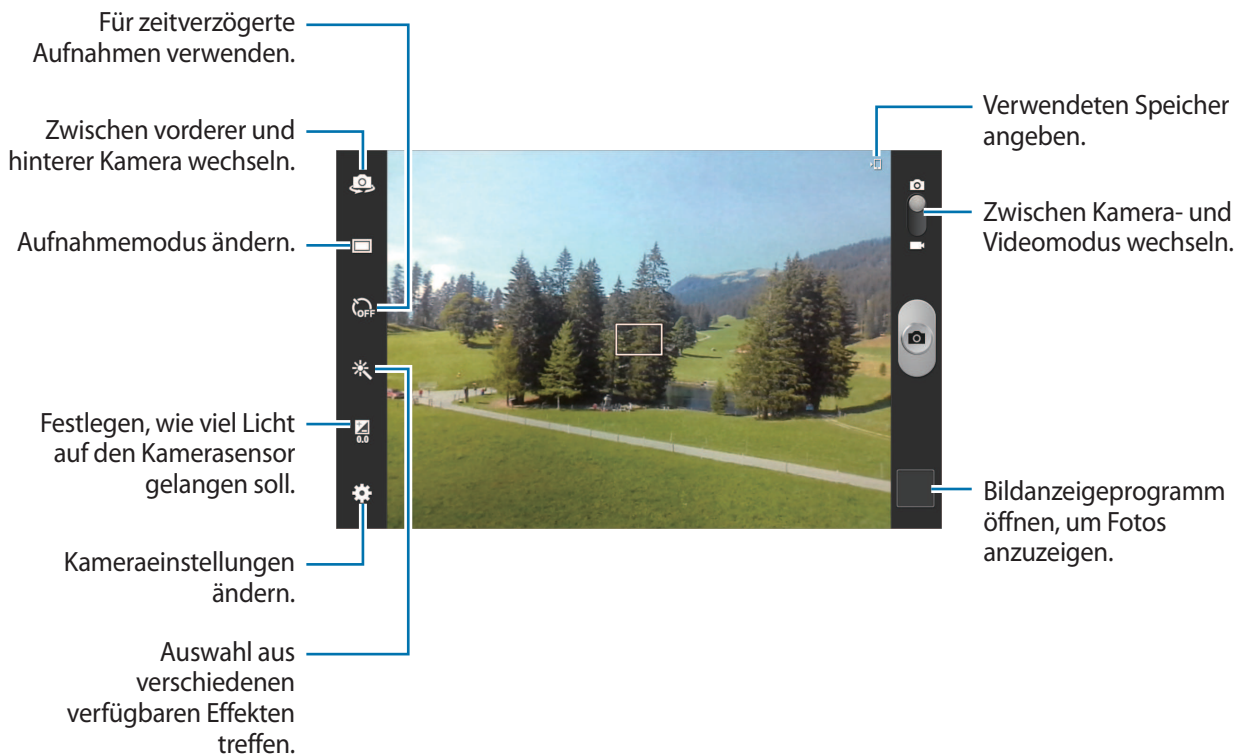 Für zeitverzögerte
Aufnahmen verwenden.
Zwischen vorderer und
hinterer Kamera wechseln.
Aufnahmemodus ändern.
OFF
Festlegen, wie viel Licht
auf den Kamerasensor
gelangen soll.
0.0
Kameraeinstellungen
ändern.
Auswahl aus
verschiedenen
verfügbaren Effekten
treffen.
Verwendeten Speicher
angeben.
Zwischen Kamera- und
Videomodus wechseln.
Bildanzeigeprogramm
öffnen, um Fotos
anzuzeigen.